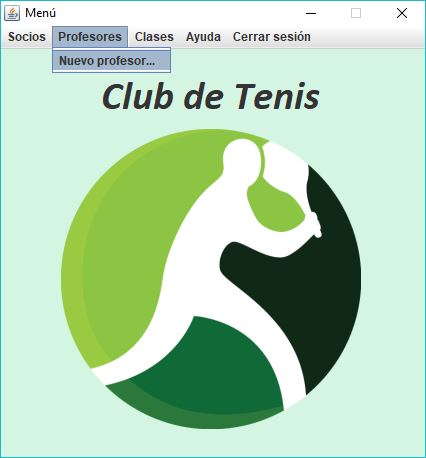 Menú
Socios Profesores Clases Ayuda Cerrar sesión
Nuevo profesor...
Club de Tenis